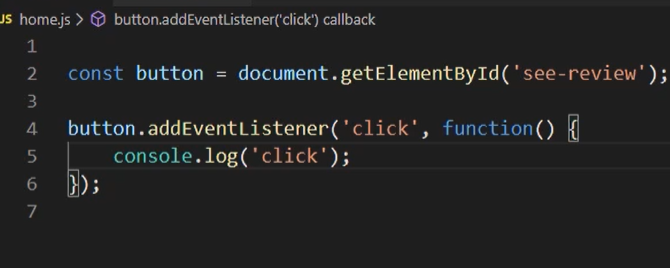 JS home.js > button.addEventListener('click') callback
1
2 const button = document.getElementById('see-review');
3
4 button.addEventListener('click', function() {
5 console.log('click');
6 });
7